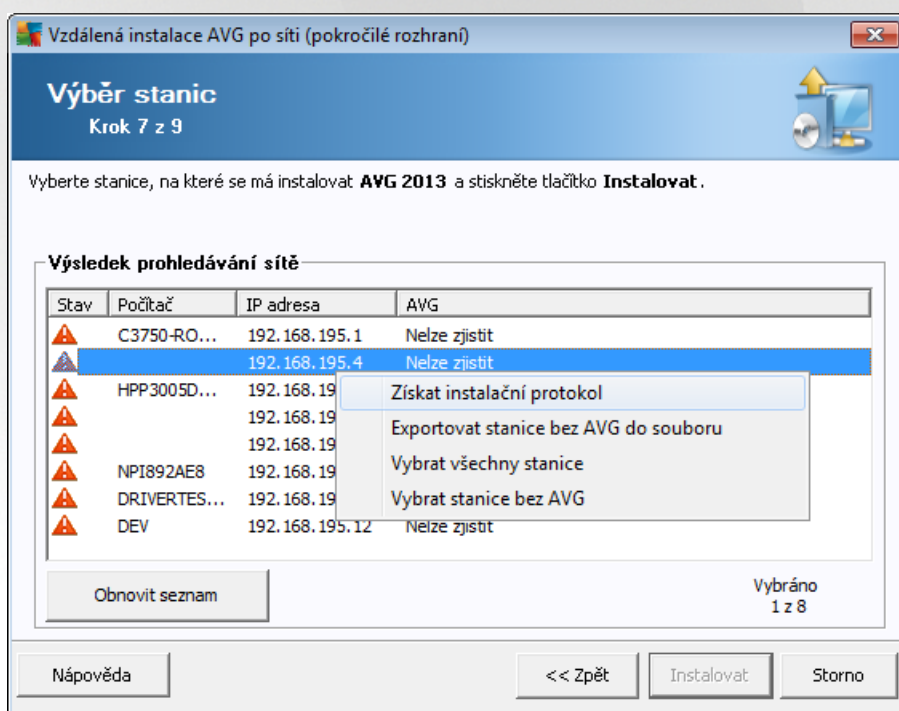 Vzdálená instalace AVG po síti (pokročilé rozhraní)
Výběr stanic
Krok 7 z 9
Vyberte stanice, na které se má instalovat AVG 2013 a stiskněte tlačítko Instalovat.
Výsledek prohledávání sítě
Stav Počítač IP adresa AVG
C3750-RO... 192.168.195.1 Nelze zjistit
192.168.195.4 Nelze zjistit
HPP3005D... 192.168.19
192.168.19
192.168.19
NPI892AE8 192.168.19
DRIVERTES... 192.168.19
DEV 192.168.195.12 Nelze zjistit
Získat instalační protokol
Exportovat stanice bez AVG do souboru
Vybrat všechny stanice
Vybrat stanice bez AVG
Obnovit seznam
Vybráno
1 z 8
Nápověda << Zpět Instalovat Storno